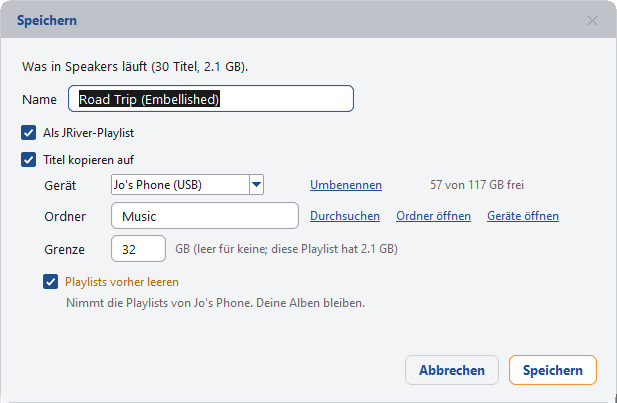 Speichern
Was in Speakers läuft (30 Titel, 2.1 GB).
Name Road Trip (Embellished)
Als JRiver-Playlist
Titel kopieren auf
Gerät Jo's Phone (USB) Umbenennen 57 von 117 GB frei
Ordner Music Durchsuchen Ordner öffnen Geräte öffnen
Grenze 32 GB (leer für keine; diese Playlist hat 2.1 GB)
Playlists vorher leeren
Nimmt die Playlists von Jo's Phone. Deine Alben bleiben.
Abbrechen Speichern